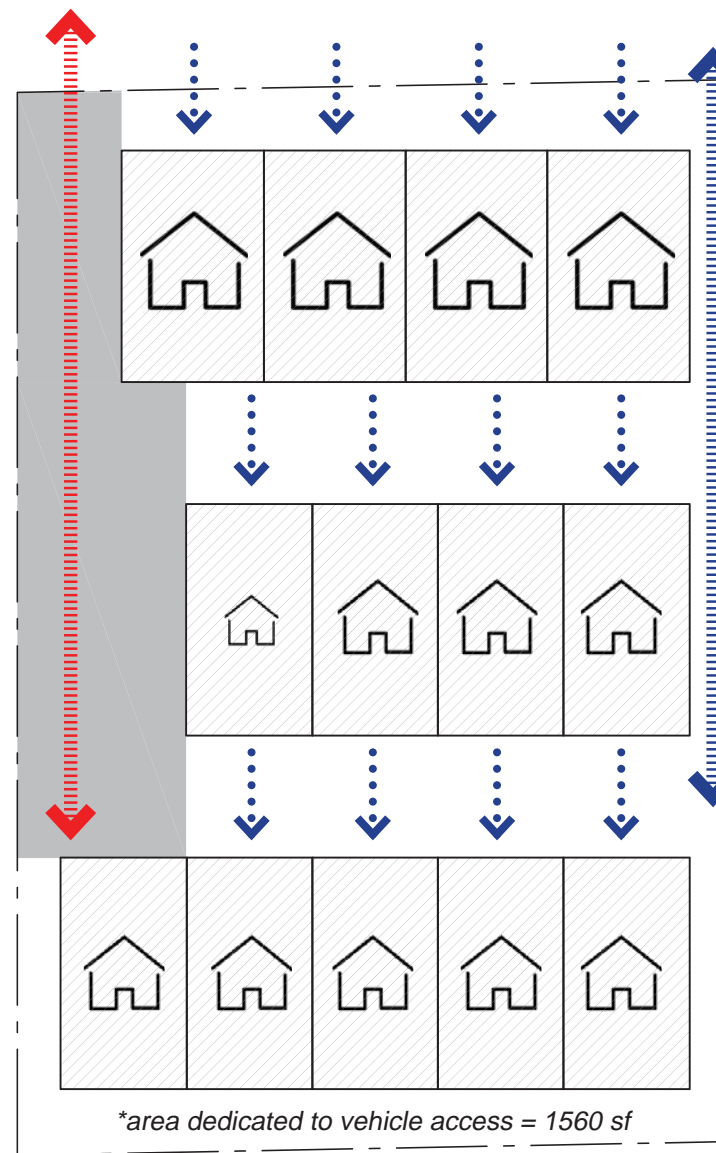 *area dedicated to vehicle access = 1560 sf